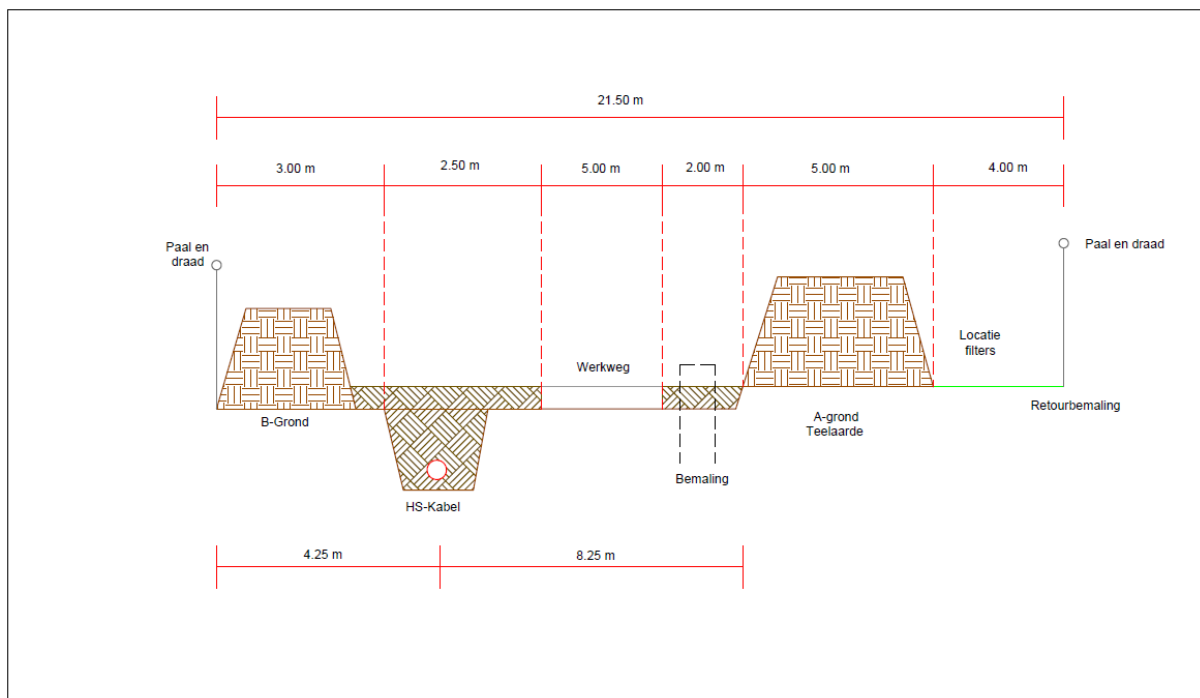 21.50 m
3.00 m
2.50 m
5.00 m
2.00 m
5.00 m
4.00 m
Paal en
draad
Paal en draad
Werkweg
Locatie
filters
B-Grond
A-grond
Teelaarde
Retourbemaling
Bemaling
HS-Kabel
4.25 m
8.25 m